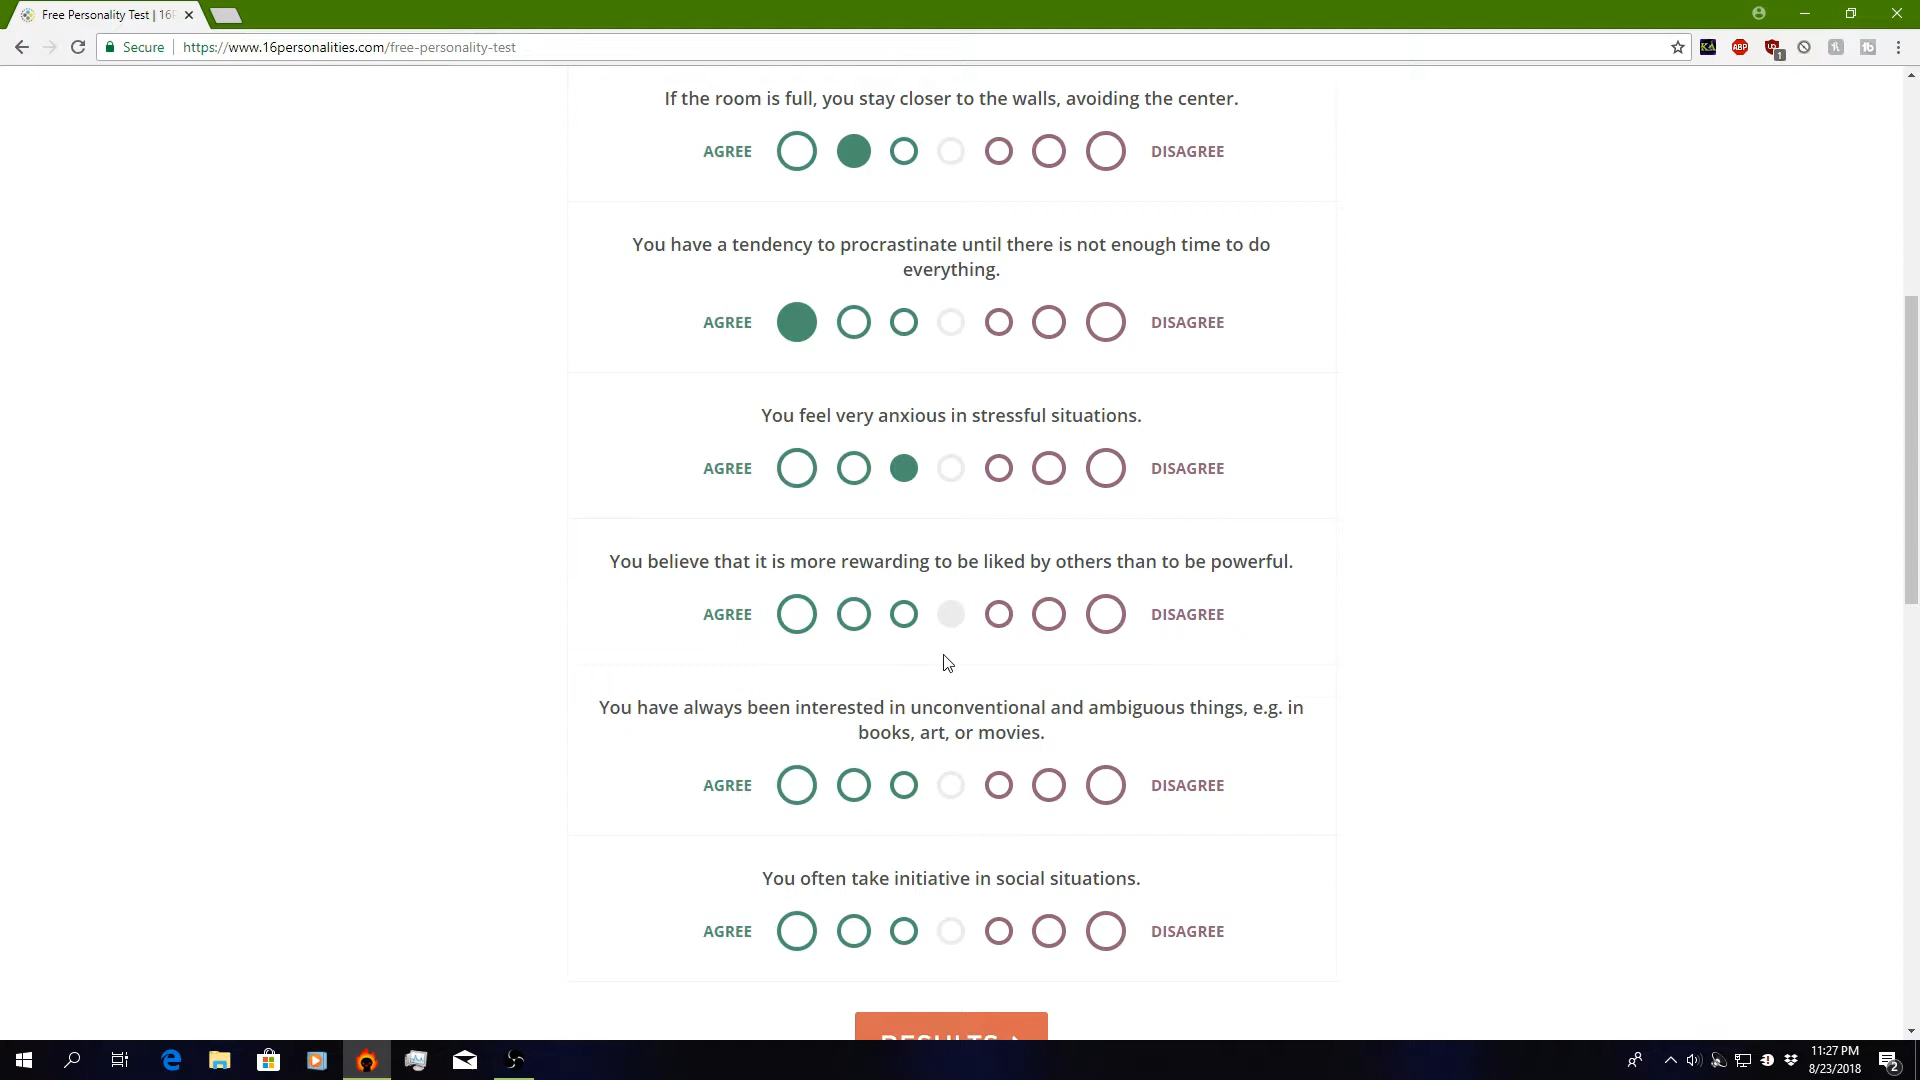 Free Personality Test | 16
Secure
https://www.16personalities.com/free-personality-test
ABP
1
If the room is full, you stay closer to the walls, avoiding the center.
AGREE
DISAGREE
You have a tendency to procrastinate until there is not enough time to do
everything.
AGREE
DISAGREE
You feel very anxious in stressful situations.
AGREE
DISAGREE
You believe that it is more rewarding to be liked by others than to be powerful.
AGREE
DISAGREE
You have always been interested in unconventional and ambiguous things, e.g. in
books, art, or movies.
AGREE
DISAGREE
You often take initiative in social situations.
AGREE
DISAGREE
RESULTS
11:27 PM
8/23/2018
2